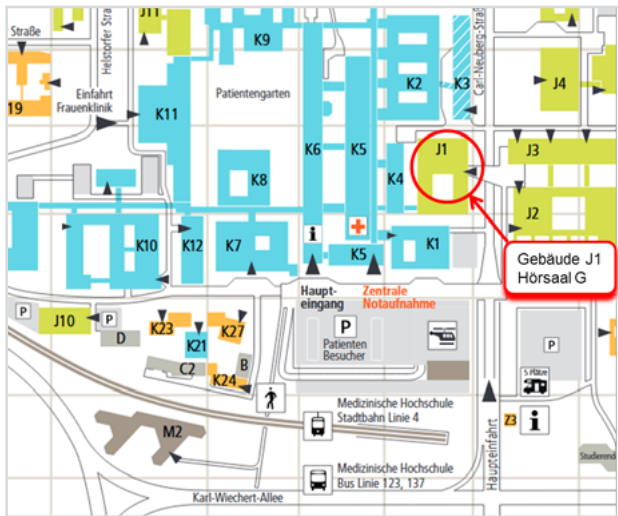 Straße
Helstorfer Stra
J11
K9
K2
K3
Carl-Neuberg-Straß
J4
19
Einfahrt
Frauenklinik
K11
Patientengarten
K6
K5
K4
J1
J3
K8
J2
K10
K12
K7
i
K5
K1
Gebäude J1
Hörsaal G
Haupt-
eingang
Zentrale
Notaufnahme
P
J10
P
D
K23
K21
K27
C2
B
K24
P
Patienten
Besucher
P
5 Plätze
M2
Medizinische Hochschule
Stadtbahn Linie 4
Haupteinfahrt
Z3
i
Studierend
Medizinische Hochschule
Bus Linie 123, 137
Karl-Wiechert-Allee